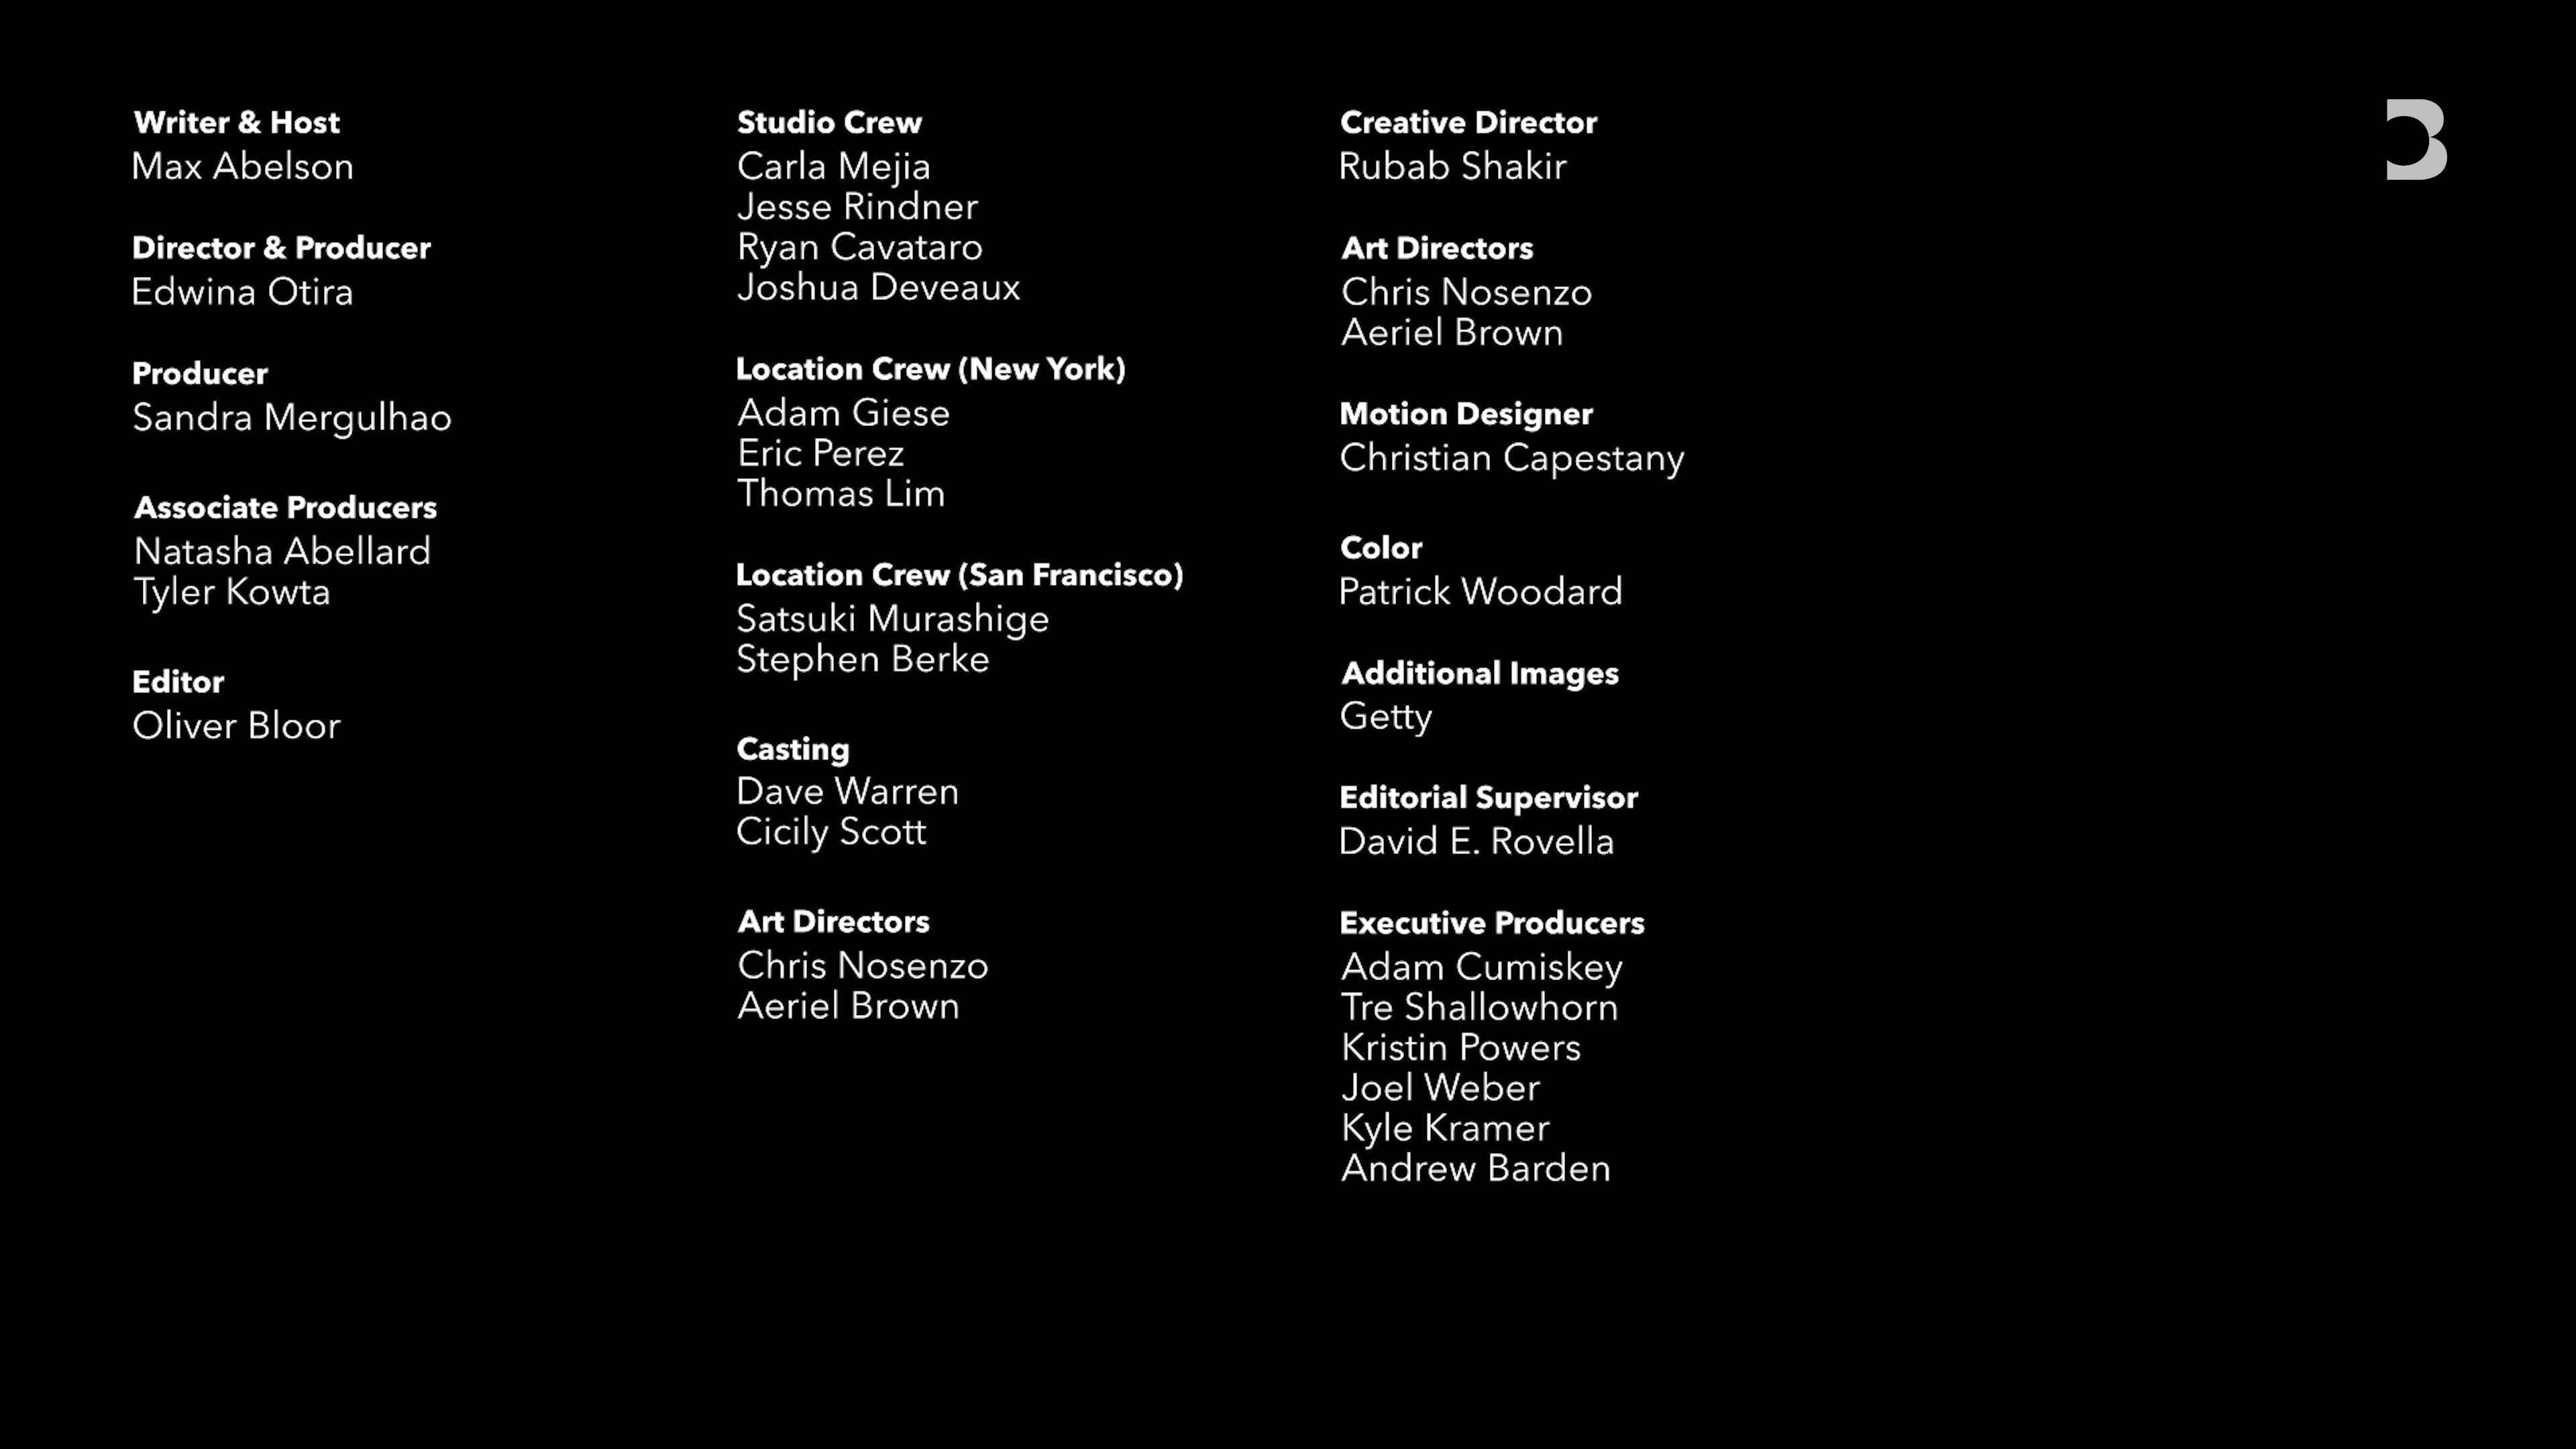 Writer & Host
Max Abelson
Director & Producer
Edwina Otira
Producer
Sandra Mergulhao
Associate Producers
Natasha Abellard
Tyler Kowta
Editor
Oliver Bloor
Studio Crew
Carla Mejia
Jesse Rindner
Ryan Cavataro
Joshua Deveaux
Location Crew (New York)
Adam Giese
Eric Perez
Thomas Lim
Location Crew (San Francisco)
Satsuki Murashige
Stephen Berke
Casting
Dave Warren
Cicily Scott
Art Directors
Chris Nosenzo
Aeriel Brown
Creative Director
Rubab Shakir
Art Directors
Chris Nosenzo
Aeriel Brown
Motion Designer
Christian Capestany
Color
Patrick Woodard
Additional Images
Getty
Editorial Supervisor
David E. Rovella
Executive Producers
Adam Cumiskey
Tre Shallowhorn
Kristin Powers
Joel Weber
Kyle Kramer
Andrew Barden